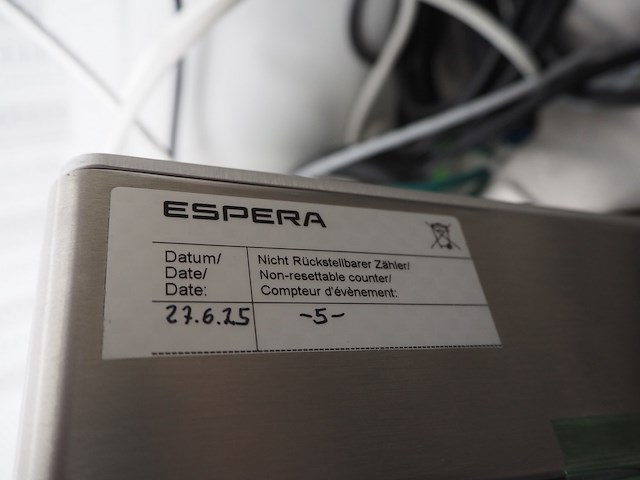 ESPERA
Datum/
Date/
Date:
Nicht Rückstellbarer Zähler/
Non-resettable counter/
Compteur d'évènement:
27.6.25
-5-